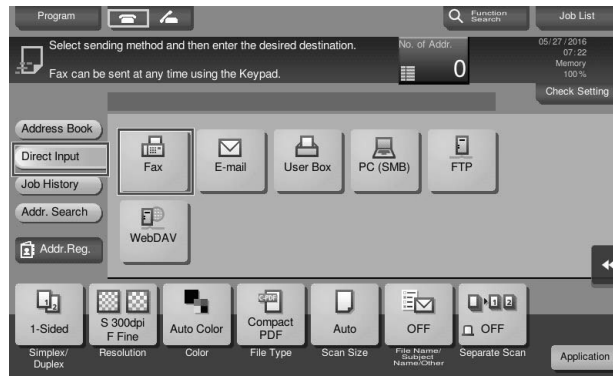 Program
Function
Search
Job List
Select sending method and then enter the desired destination.
Fax can be sent at any time using the Keypad.
No. of Addr.
0
05/27/2016
07:22
Memory
100 %
Check Setting
Address Book
Direct Input
Job History
Addr. Search
Addr.Reg.
Fax
E-mail
User Box
PC (SMB)
FTP
WebDAV
1-Sided
S 300dpi
F Fine
Auto Color
C-PDF
Compact
PDF
Auto
OFF
OFF
Simplex/
Duplex
Resolution
Color
File Type
Scan Size
File Name/
Subject
Name/Other
Separate Scan
Application